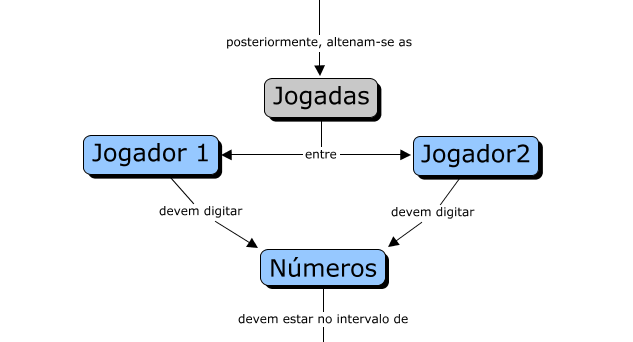 posteriormente, altenam-se as
Jogadas
Jogador 1
entre
Jogador2
devem digitar
devem digitar
Números
devem estar no intervalo de